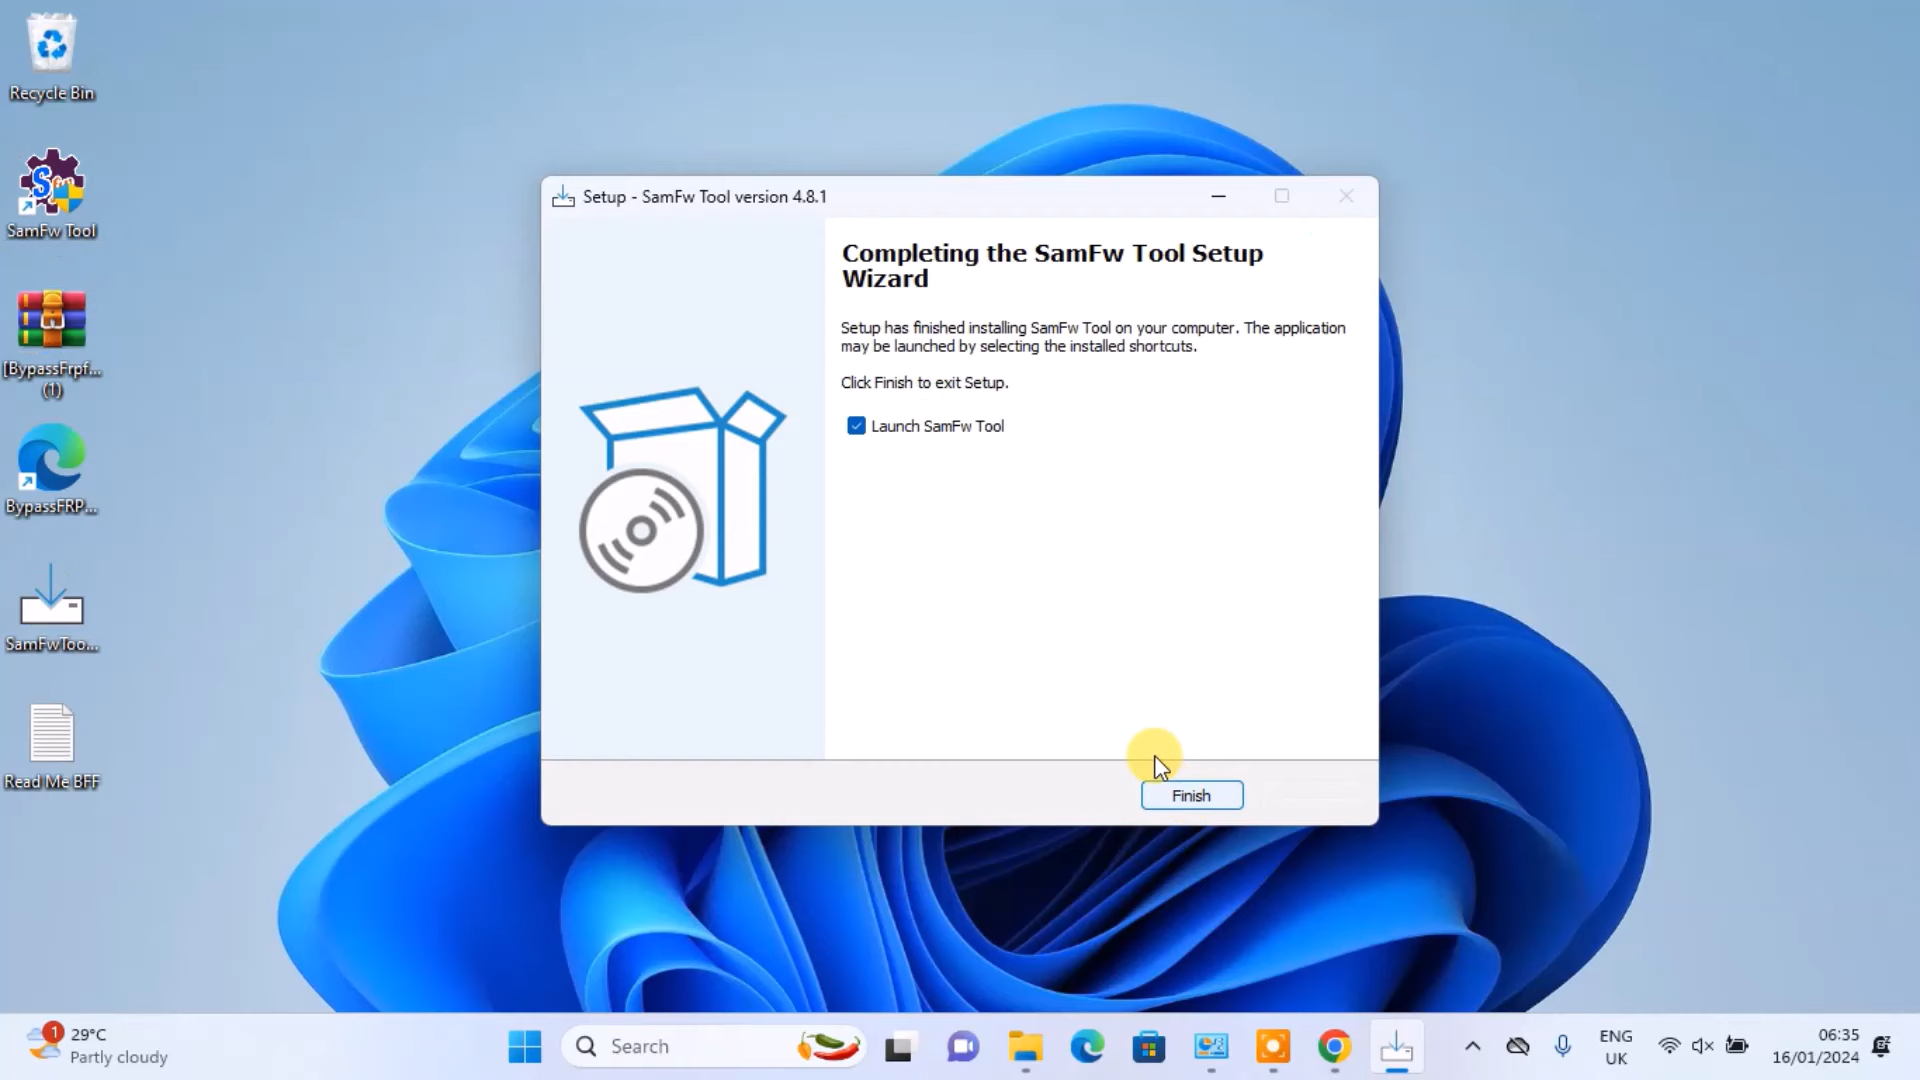 Recycle Bin
SamFw Tool
[BypassFrpf...
(1)
BypassFRP...
SamFwToo...
Read Me BFF
Setup - SamFw Tool version 4.8.1
Completing the SamFw Tool Setup
Wizard
Setup has finished installing SamFw Tool on your computer. The application
may be launched by selecting the installed shortcuts.
Click Finish to exit Setup.
Launch SamFw Tool
Finish
1
29°C
Partly cloudy
Search
ENG
UK
06:35
16/01/2024